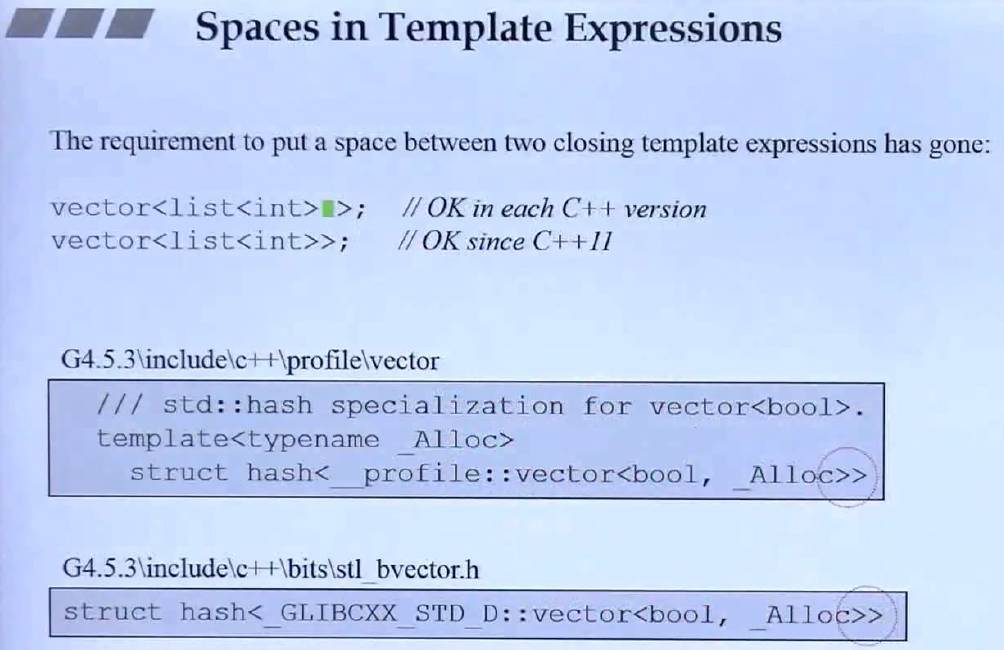 Spaces in Template Expressions
The requirement to put a space between two closing template expressions has gone:
vector<list<int> >; // OK in each C++ version
vector<list<int>>; // OK since C++11
G4.5.3\include\c++\profile\vector
/// std::hash specialization for vector<bool>.
template<typename _Alloc>
struct hash<__profile::vector<bool, _Alloc>>
G4.5.3\include\c++\bits\stl_bvector.h
struct hash<_GLIBCXX_STD_D::vector<bool, _Alloc>>